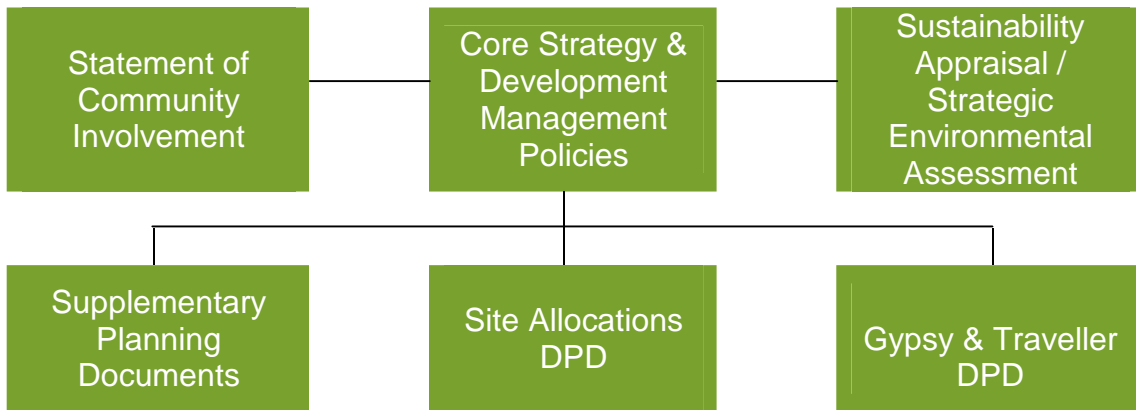 Statement of
Community
Involvement
Core Strategy &
Development
Management
Policies
Sustainability
Appraisal /
Strategic
Environmental
Assessment
Supplementary
Planning
Documents
Site Allocations
DPD
Gypsy & Traveller
DPD